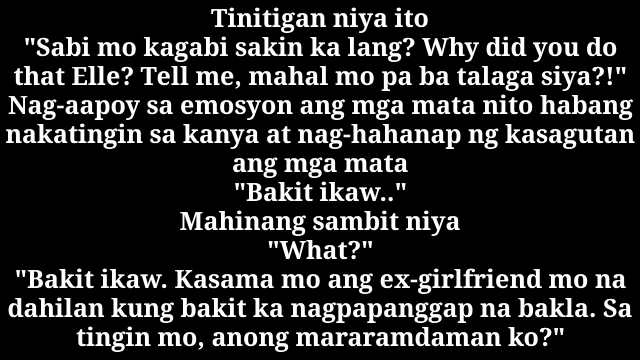 Tinitigan niya ito
"Sabi mo kagabi sakin ka lang? Why did you do
that Elle? Tell me, mahal mo pa ba talaga siya?!"
Nag-aapoy sa emosyon ang mga mata nito habang
nakatingin sa kanya at nag-hahanap ng kasagutan
ang mga mata
"Bakit ikaw.."
Mahinang sambit niya
"What?"
"Bakit ikaw. Kasama mo ang ex-girlfriend mo na
dahilan kung bakit ka nagpapanggap na bakla. Sa
tingin mo, anong mararamdaman ko?"